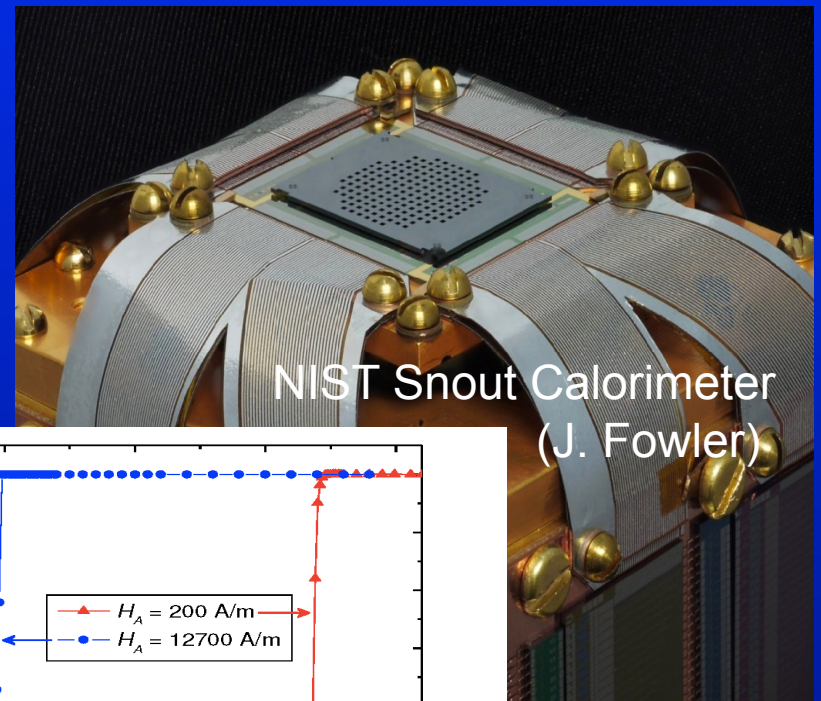 NIST Snout Calorimeter
(J. Fowler)
H_A = 200 A/m
H_A = 12700 A/m